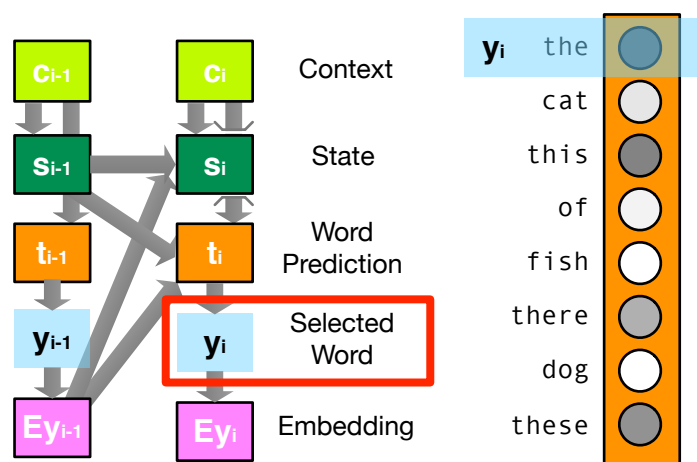 ci-1 ci Context
si-1 si State
ti-1 ti Word
Prediction
yi-1 yi Selected
Word
Eyi-1 Eyi Embedding
yi the
cat
this
of
fish
there
dog
these